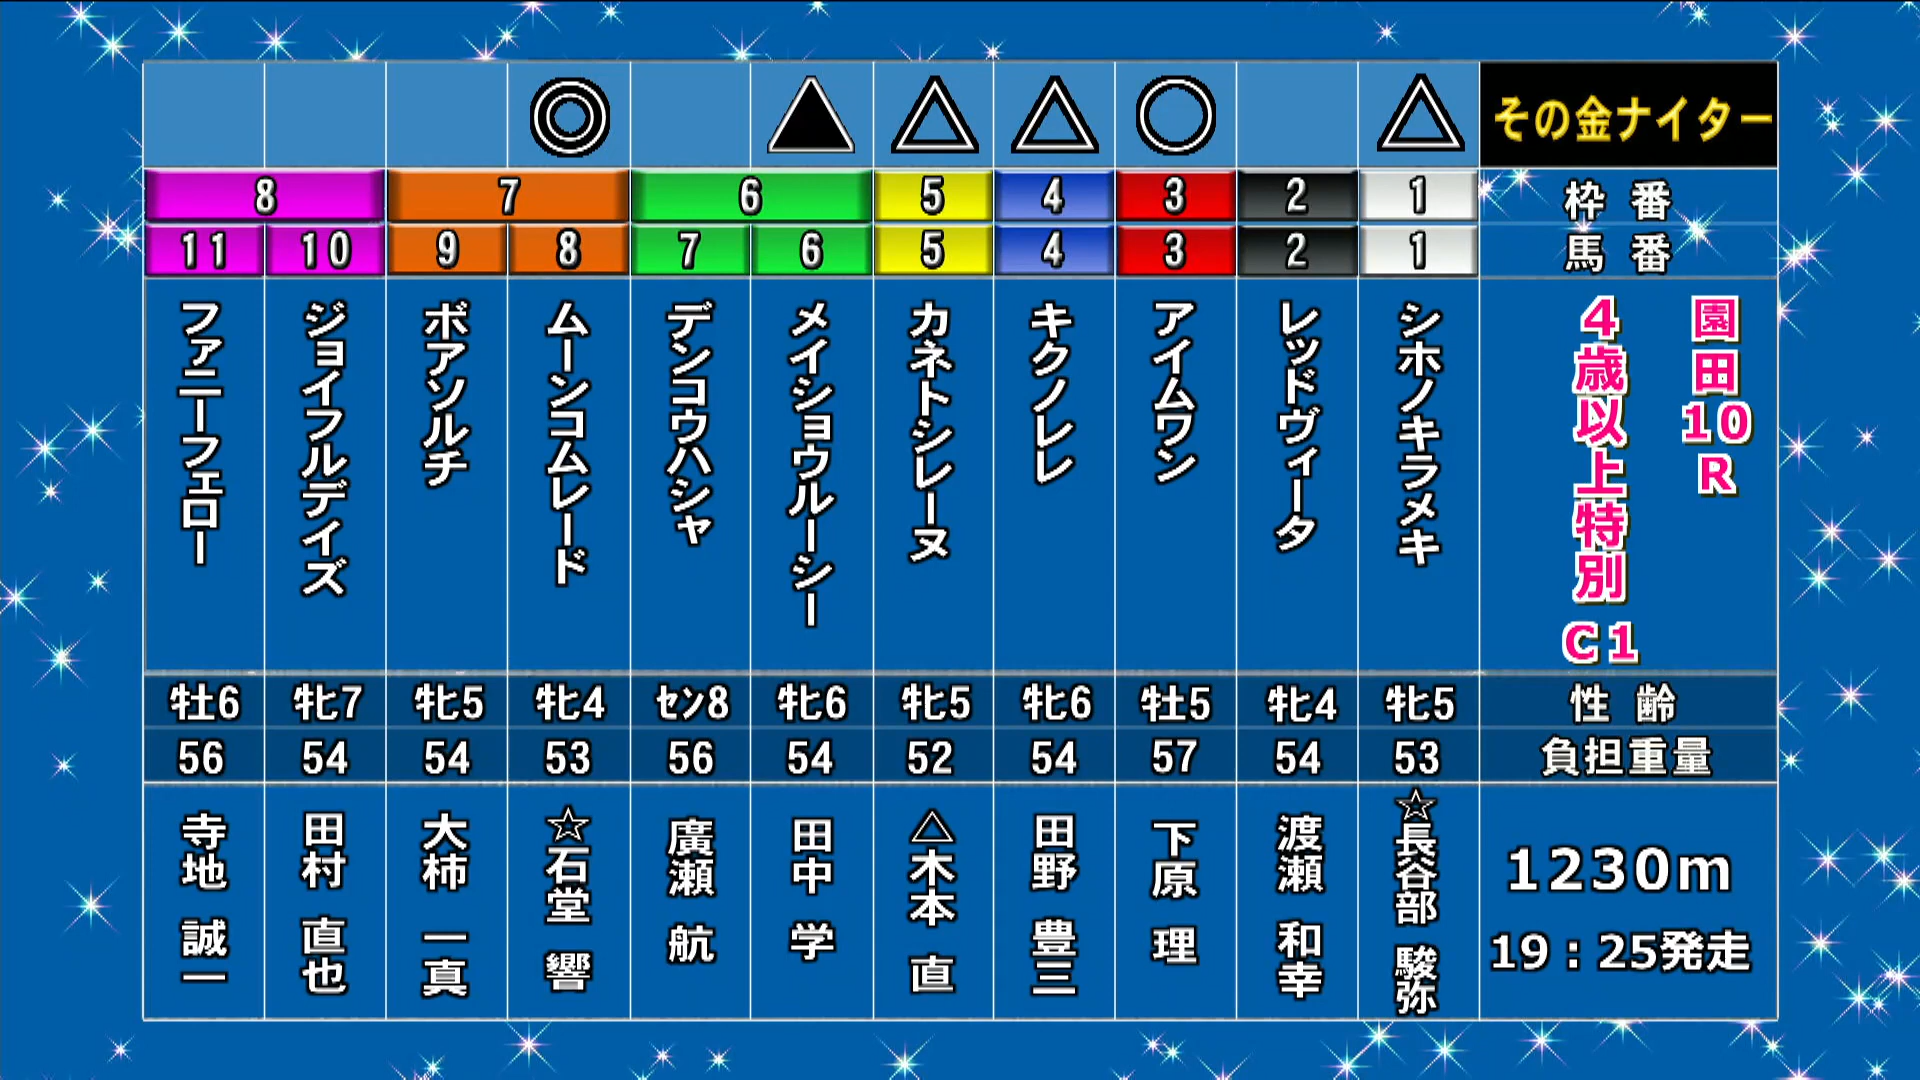 その金ナイター
園田10R
4歳以上特別 C1
枠番
1 2 3 4 5 6 7 8
馬番
1 2 3 4 5 6 7 8 9 10 11
△ ○ △ △ ▲ ◎
シホノキラメキ
レッドヴィータ
アイムワン
キクノレレ
カネトシレーヌ
メイショウルーシー
デンコウハシャ
ムーンコムレード
ボアソルチ
ジョイフルデイズ
ファニーフェロー
性齢
牝5 牝4 牡5 牝6 牝5 牝6 セン8 牝4 牝5 牝7 牡6
負担重量
53 54 57 54 52 54 56 53 54 54 56
1230m
19:25発走
☆長谷部 駿弥
渡瀬 和幸
下原 理
田野 豊三
△木本 直
田中 学
廣瀬 航
☆石堂 響
大柿 一真
田村 直也
寺地 誠一